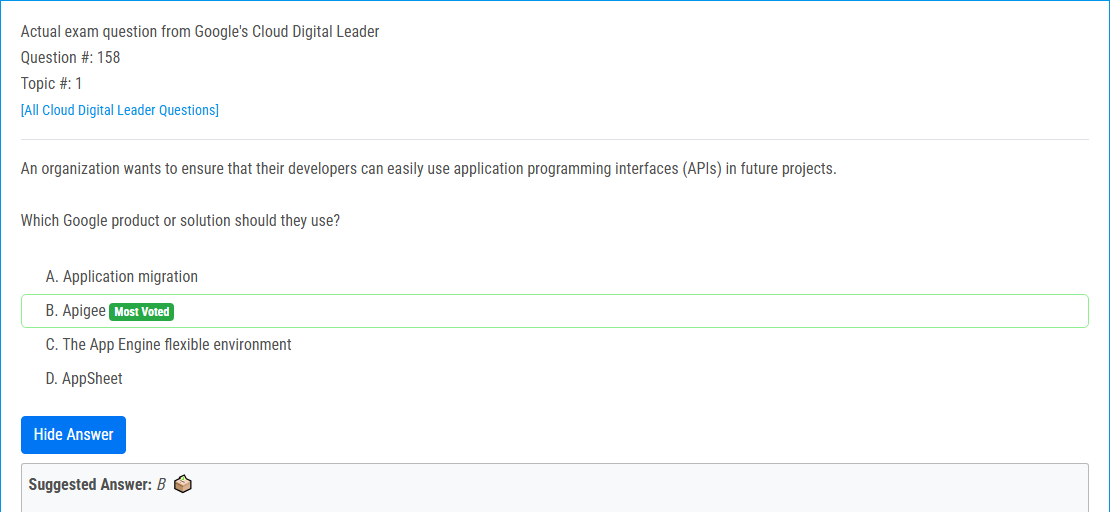 Actual exam question from Google's Cloud Digital Leader
Question #: 158
Topic #: 1
[All Cloud Digital Leader Questions]
An organization wants to ensure that their developers can easily use application programming interfaces (APIs) in future projects.
Which Google product or solution should they use?
A. Application migration
B. Apigee Most Voted
C. The App Engine flexible environment
D. AppSheet
Hide Answer
Suggested Answer: B